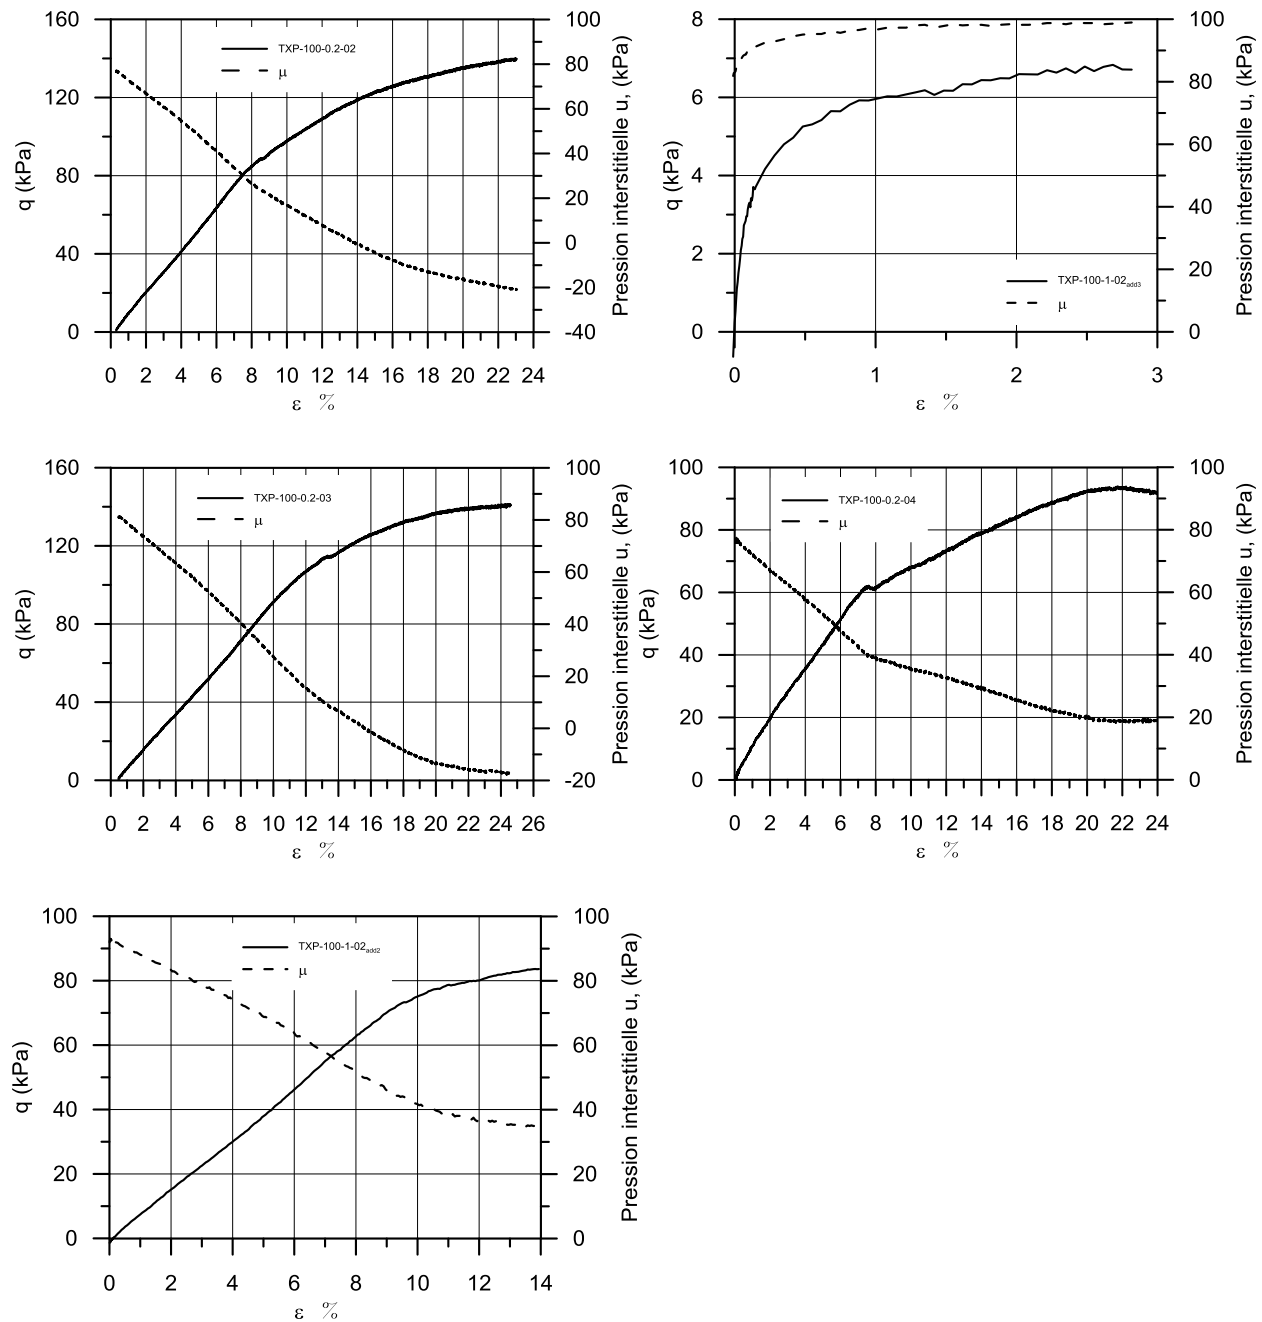 160
120
80
40
0
q (kPa)
TXP-100-0.2-02
μ
100
80
60
40
20
0
-20
-40
Pression interstitielle u, (kPa)
0 2 4 6 8 10 12 14 16 18 20 22 24
ε %
8
6
4
2
0
q (kPa)
TXP-100-1-02add3
μ
100
80
60
40
20
0
Pression interstitielle u, (kPa)
0 1 2 3
ε %
160
120
80
40
0
q (kPa)
TXP-100-0.2-03
μ
100
80
60
40
20
0
-20
Pression interstitielle u, (kPa)
0 2 4 6 8 10 12 14 16 18 20 22 24 26
ε %
100
80
60
40
20
0
q (kPa)
TXP-100-0.2-04
μ
100
80
60
40
20
0
Pression interstitielle u, (kPa)
0 2 4 6 8 10 12 14 16 18 20 22 24
ε %
100
80
60
40
20
0
q (kPa)
TXP-100-1-02add2
μ
100
80
60
40
20
0
Pression interstitielle u, (kPa)
0 2 4 6 8 10 12 14
ε %